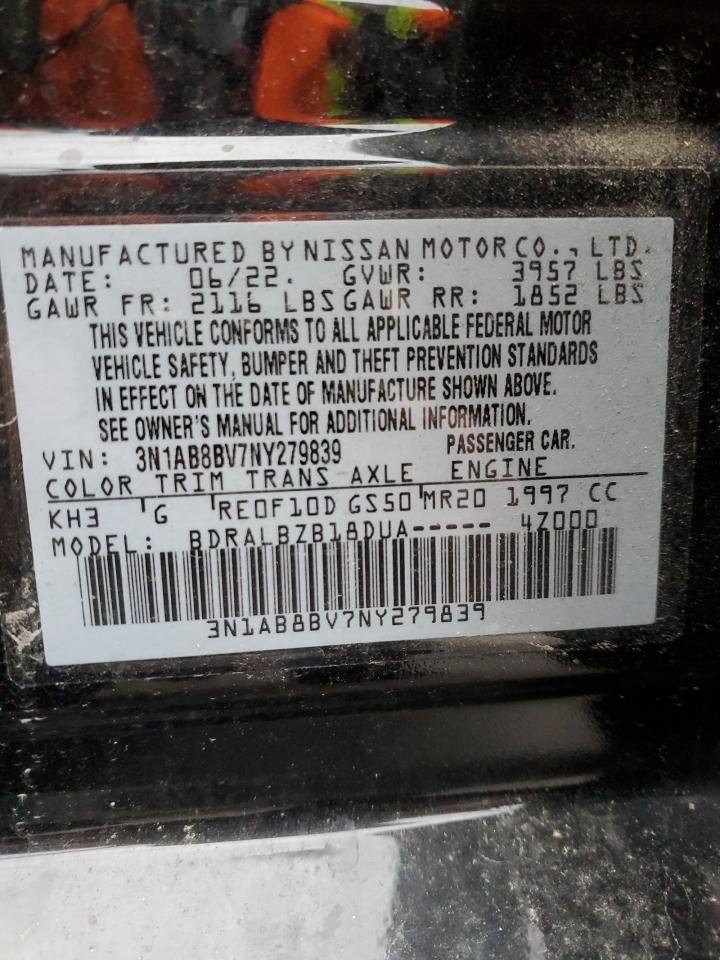 MANUFACTURED BY NISSAN MOTOR CO., LTD.
DATE: 06/22. GVWR: 3957 LBS
GAWR FR: 2116 LBS GAWR RR: 1852 LBS
THIS VEHICLE CONFORMS TO ALL APPLICABLE FEDERAL MOTOR
VEHICLE SAFETY, BUMPER AND THEFT PREVENTION STANDARDS
IN EFFECT ON THE DATE OF MANUFACTURE SHOWN ABOVE.
SEE OWNER'S MANUAL FOR ADDITIONAL INFORMATION.
VIN: 3N1AB8BV7NY279839 PASSENGER CAR.
COLOR TRIM TRANS AXLE ENGINE
KH3 G RE0F10D GS50 MR20 1997 CC
MODEL: BDRALBZB18DUA----- 4Z000
3N1AB8BV7NY279839